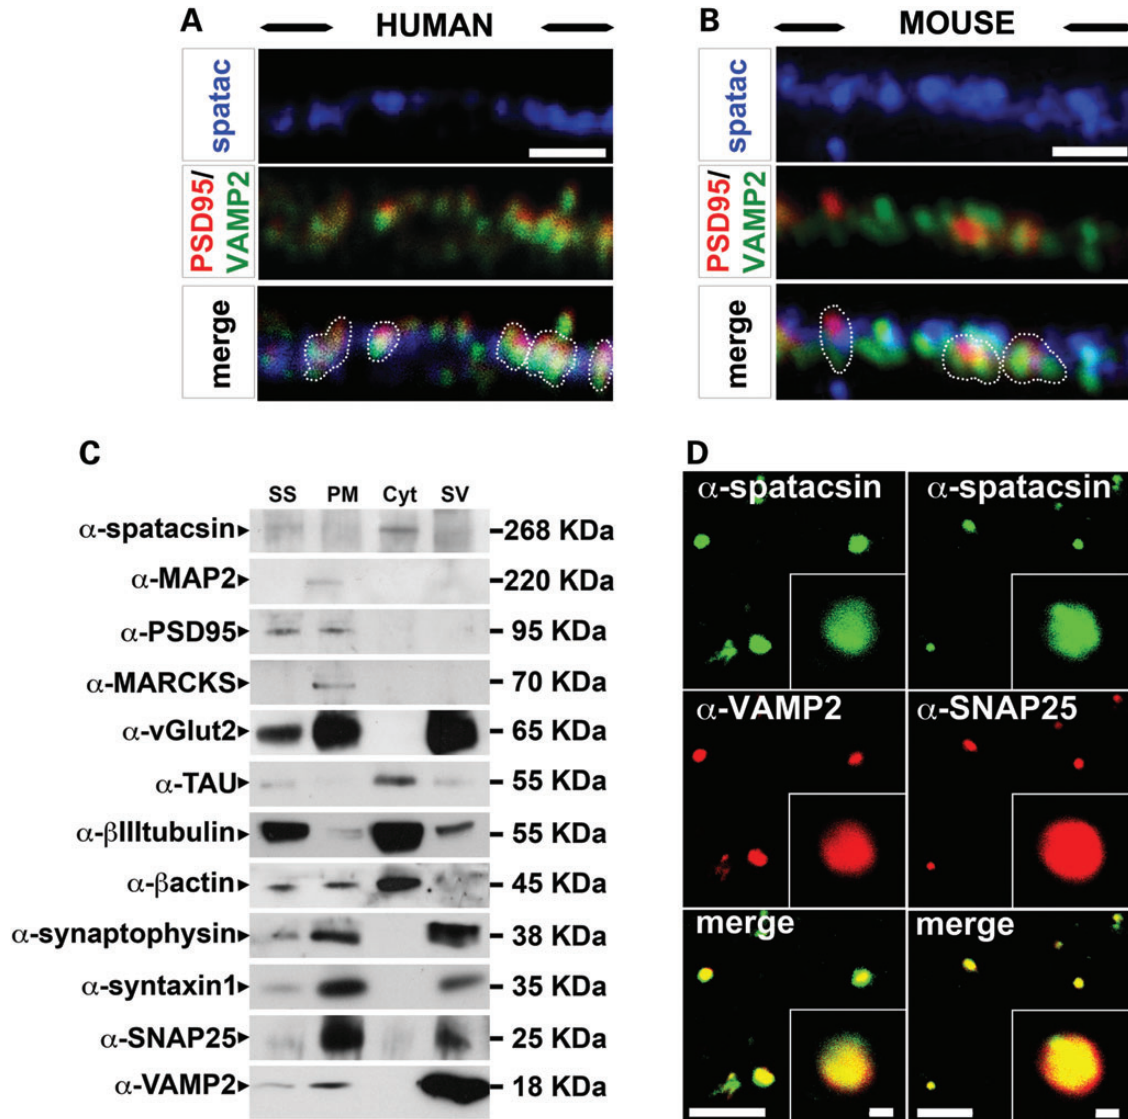 A
HUMAN
spatac
PSD95/
VAMP2
merge
B
MOUSE
spatac
PSD95/
VAMP2
merge
C
SS PM Cyt SV
α-spatacsin 268 KDa
α-MAP2 220 KDa
α-PSD95 95 KDa
α-MARCKS 70 KDa
α-vGlut2 65 KDa
α-TAU 55 KDa
α-βIIItubulin 55 KDa
α-βactin 45 KDa
α-synaptophysin 38 KDa
α-syntaxin1 35 KDa
α-SNAP25 25 KDa
α-VAMP2 18 KDa
D
α-spatacsin
α-spatacsin
α-VAMP2
α-SNAP25
merge
merge